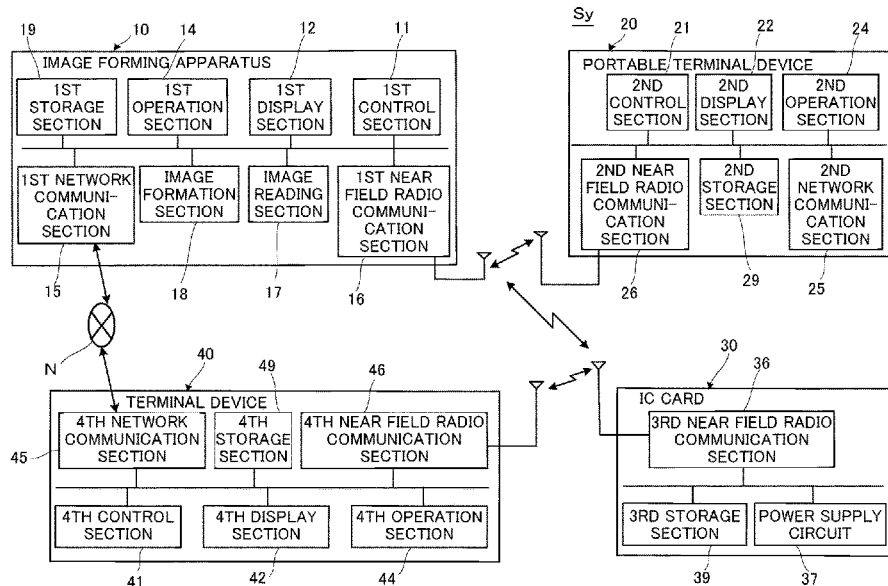 Sy
19
10
14
12
11
IMAGE FORMING APPARATUS
1ST
STORAGE
SECTION
1ST
OPERATION
SECTION
1ST
DISPLAY
SECTION
1ST
CONTROL
SECTION
1ST NETWORK
COMMUNI-
CATION
SECTION
IMAGE
FORMATION
SECTION
IMAGE
READING
SECTION
1ST NEAR
FIELD RADIO
COMMUNI-
CATION
SECTION
15
18
17
16
20
21
22
24
PORTABLE TERMINAL DEVICE
2ND
CONTROL
SECTION
2ND
DISPLAY
SECTION
2ND
OPERATION
SECTION
2ND NEAR
FIELD RADIO
COMMUNI-
CATION
SECTION
2ND
STORAGE
SECTION
2ND
NETWORK
COMMUNI-
CATION
SECTION
26
29
25
N
40
49
46
TERMINAL DEVICE
4TH NETWORK
COMMUNICATION
SECTION
4TH
STORAGE
SECTION
4TH NEAR FIELD RADIO
COMMUNICATION
SECTION
45
4TH CONTROL
SECTION
4TH DISPLAY
SECTION
4TH OPERATION
SECTION
41
42
44
30
36
IC CARD
3RD NEAR FIELD RADIO
COMMUNICATION
SECTION
3RD STORAGE
SECTION
POWER SUPPLY
CIRCUIT
39
37